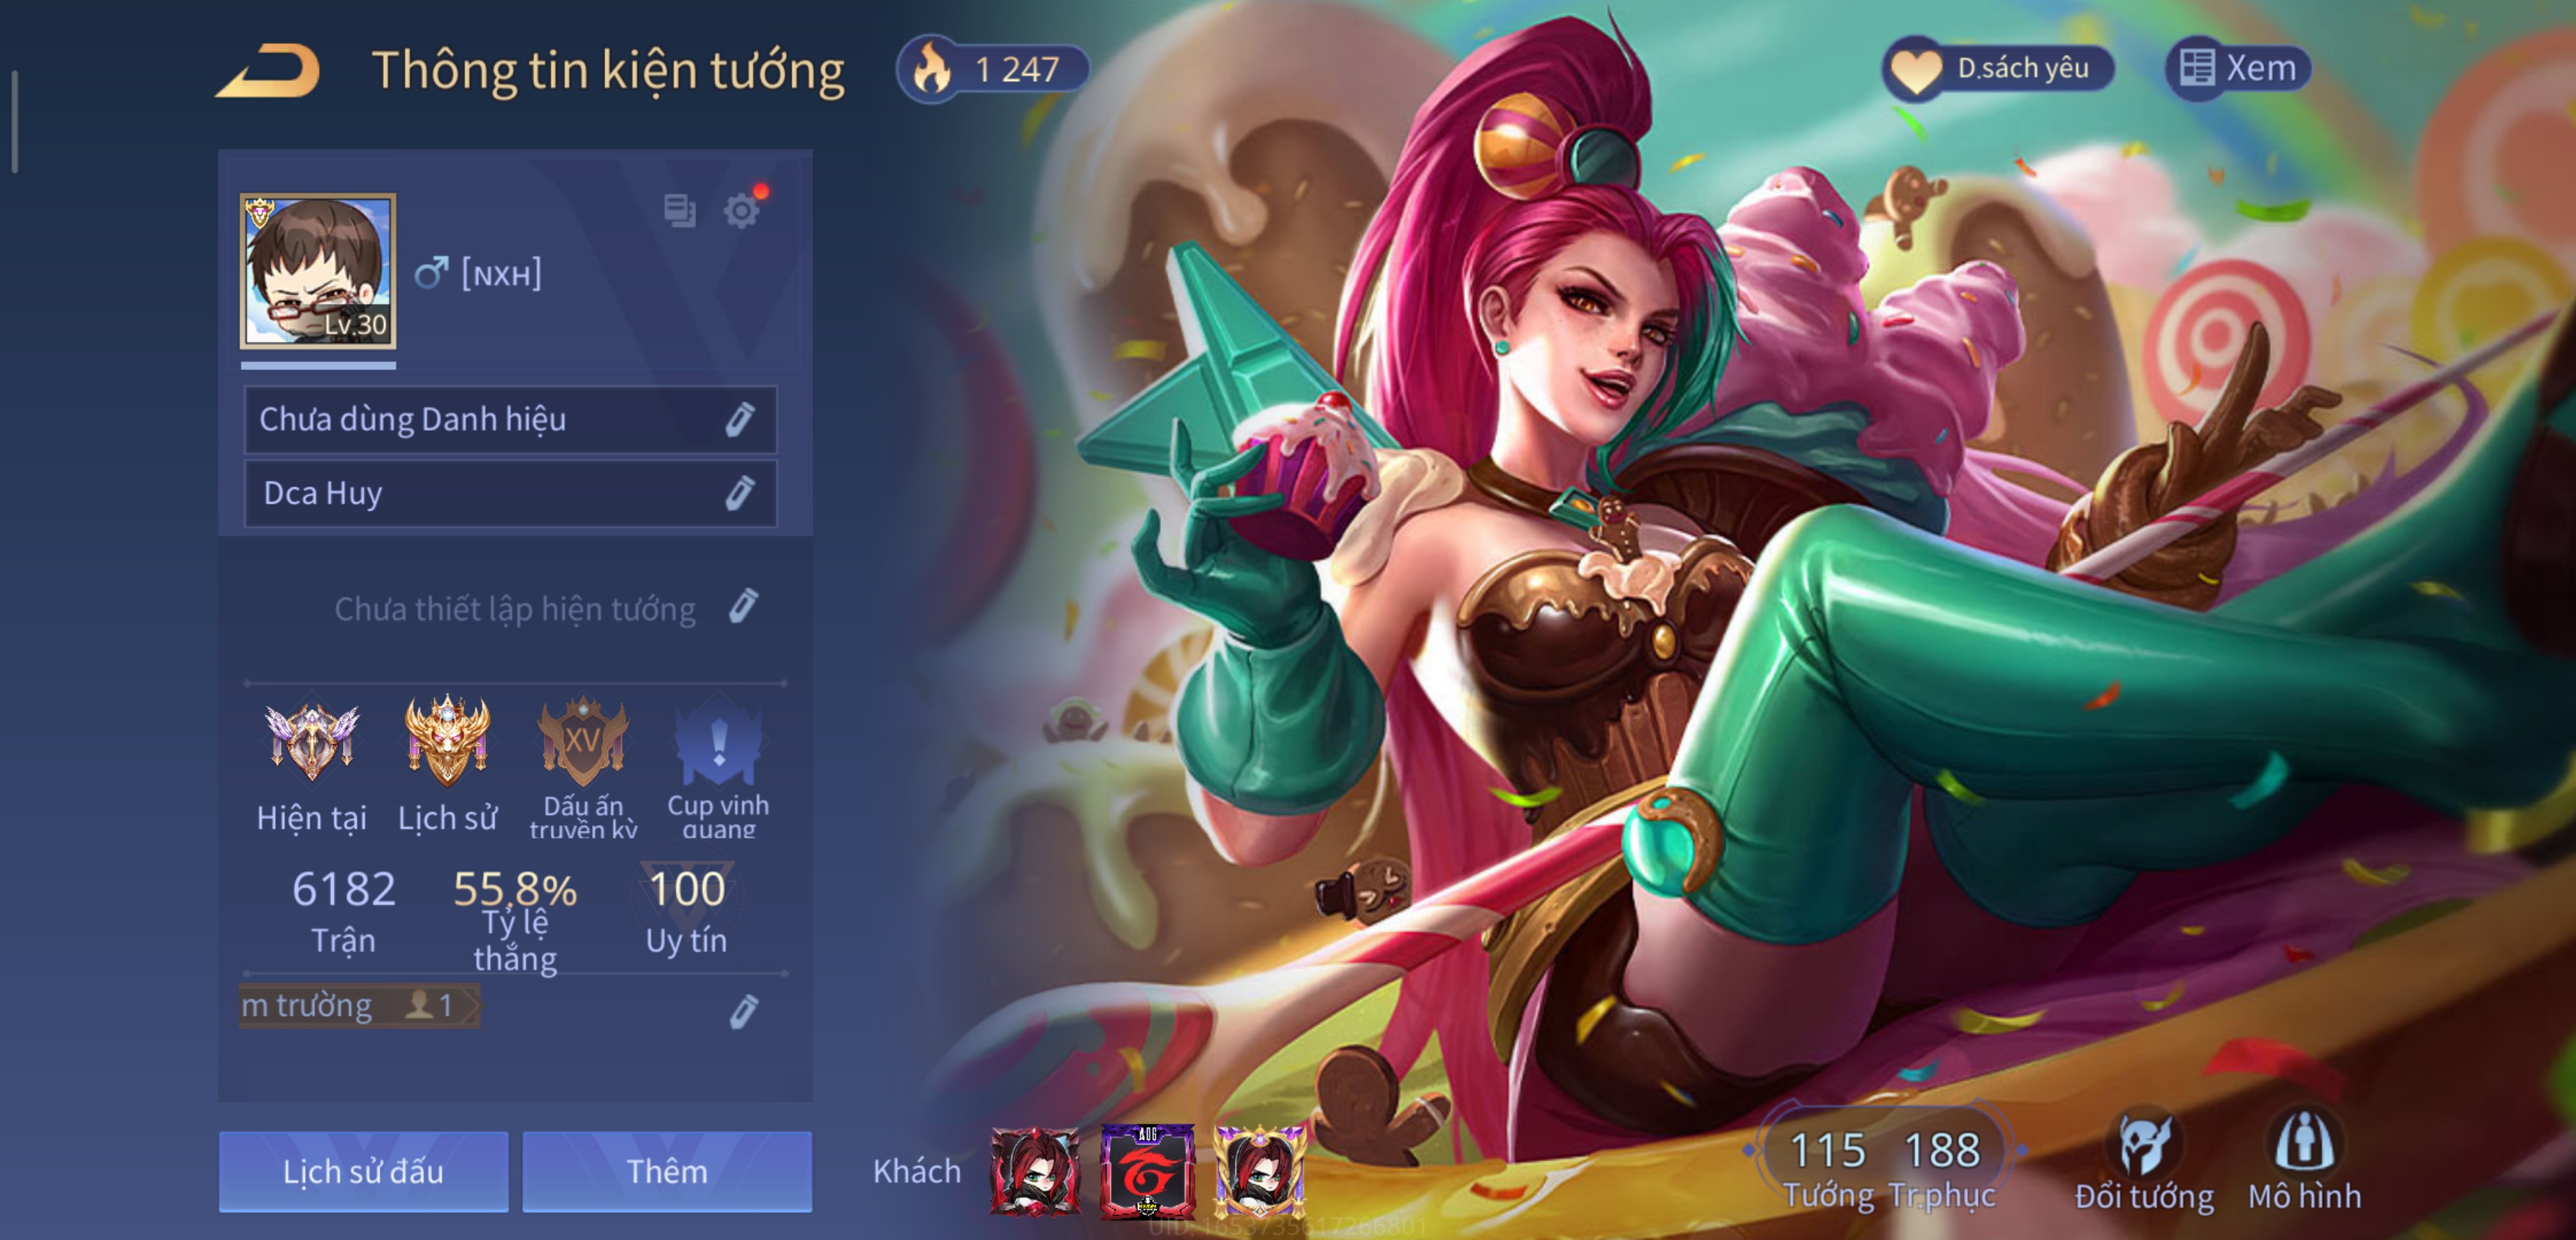 Thông tin kiện tướng
1 247
D.sách yêu
Xem
Lv.30
[NXH]
Chưa dùng Danh hiệu
Dca Huy
Chưa thiết lập hiện tướng
XV
Hiện tại
Lịch sử
Dấu ấn
truyền kỳ
Cup vinh
quang
6182
Trận
55.8%
Tỷ lệ
thắng
100
Uy tín
m trường
1
Lịch sử đấu
Thêm
Khách
AOG
115
Tướng
188
Tr.phục
Đổi tướng
Mô hình
UID: 1653735617266801